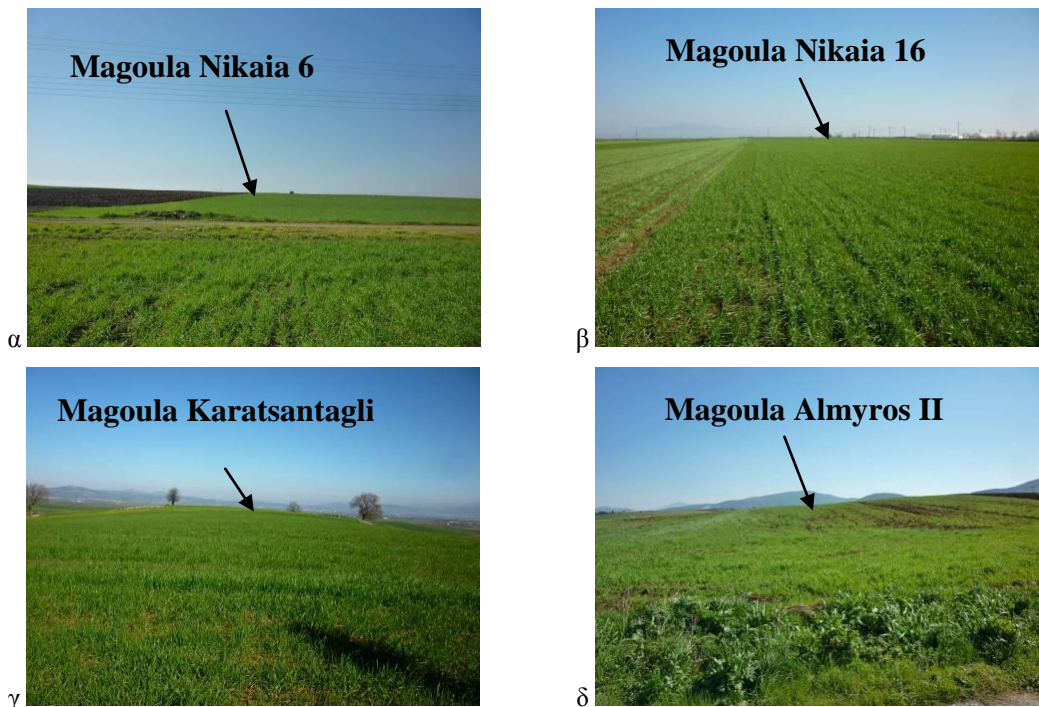 Magoula Nikaia 6
Magoula Nikaia 16
α
β
Magoula Karatsantagli
Magoula Almyros II
γ
δ